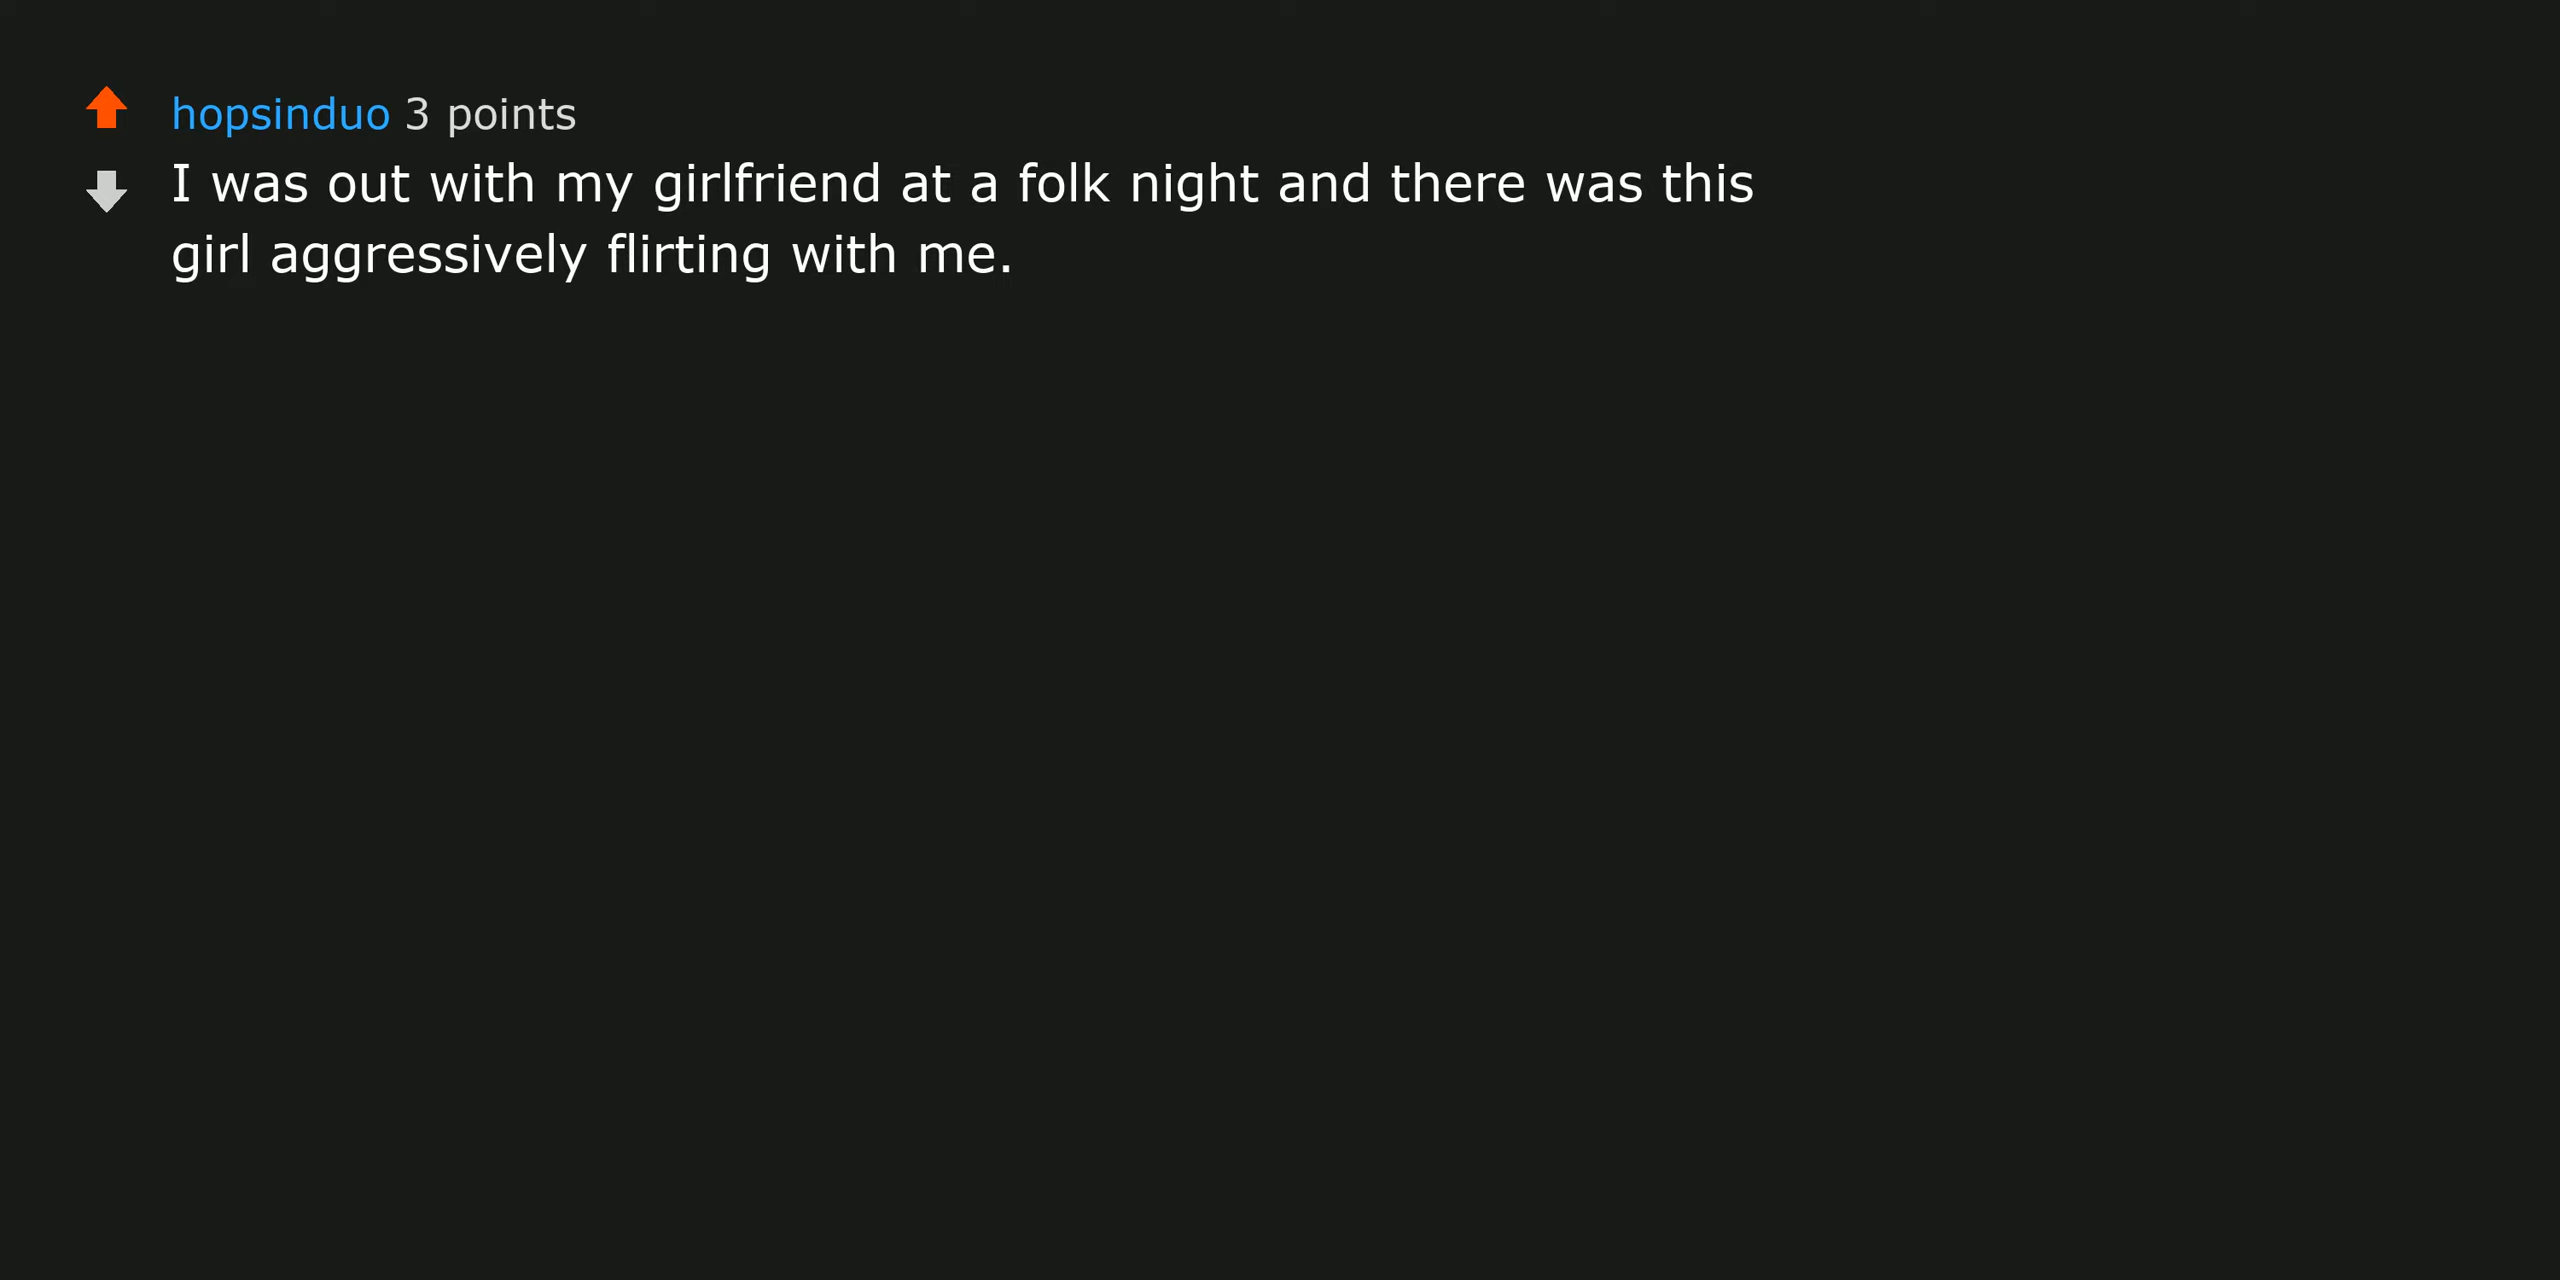 hopsinduo 3 points
I was out with my girlfriend at a folk night and there was this
girl aggressively flirting with me.